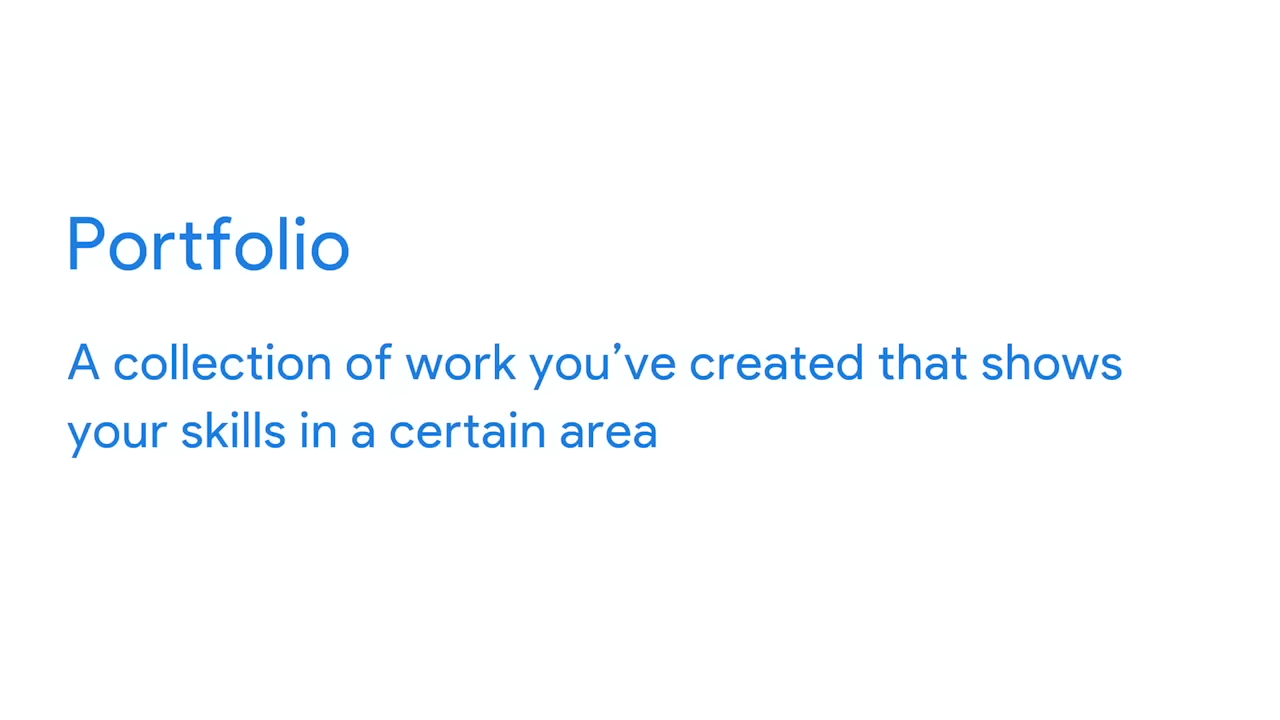 Portfolio
A collection of work you’ve created that shows
your skills in a certain area